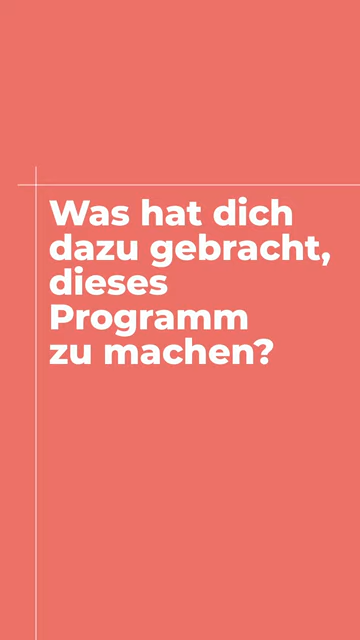 Was hat dich
dazu gebracht,
dieses
Programm
zu machen?